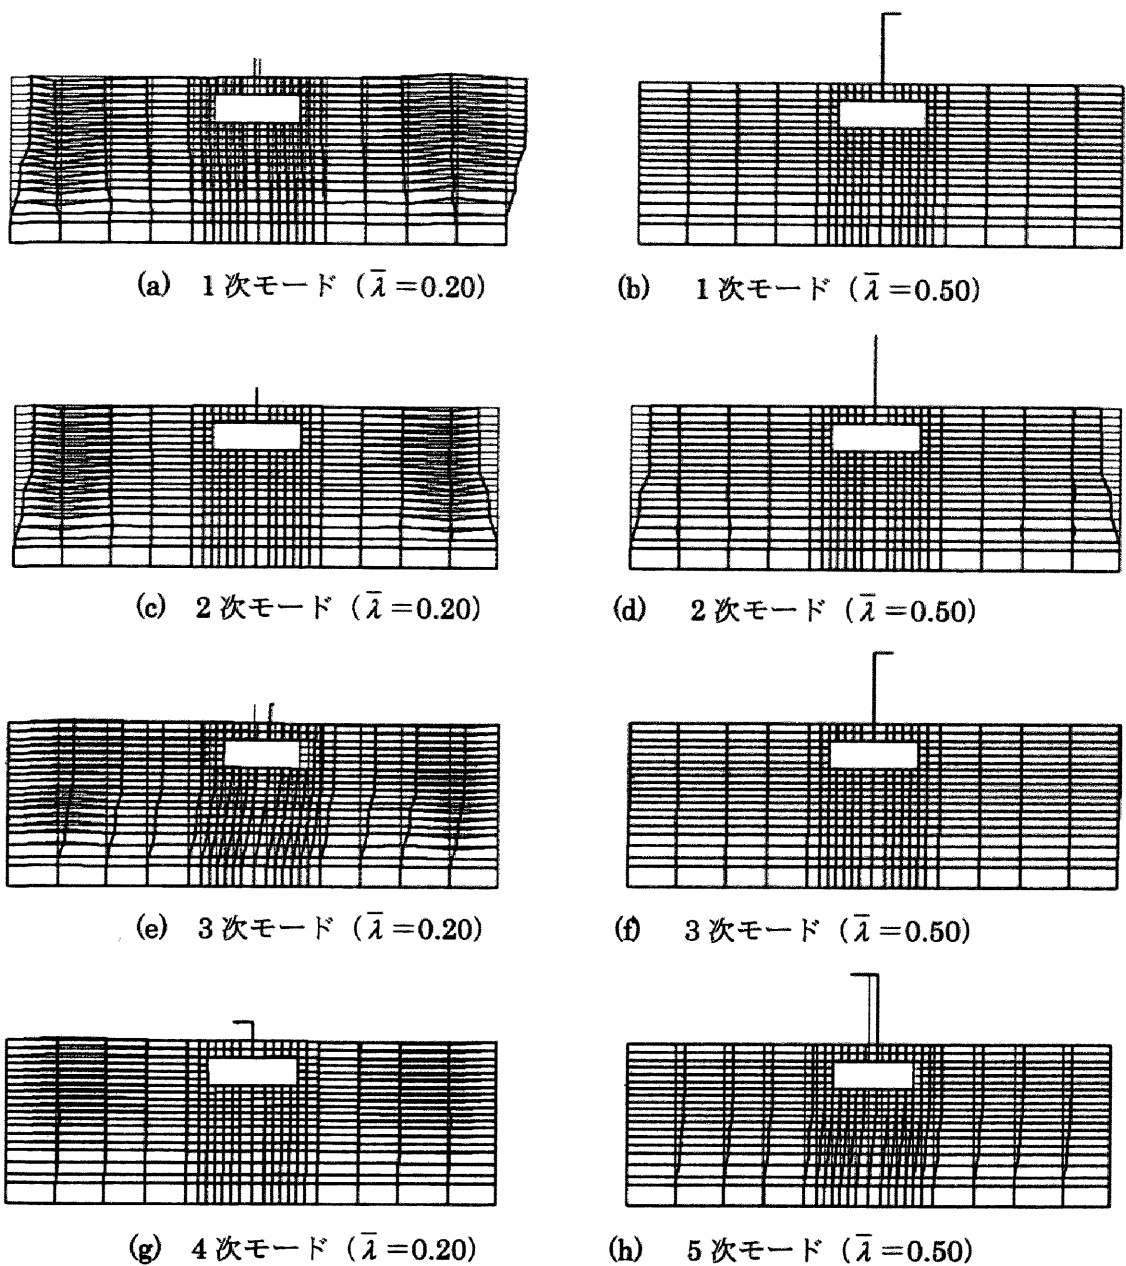 (a) 1次モード（λ̅=0.20）
(b) 1次モード（λ̅=0.50）
(c) 2次モード（λ̅=0.20）
(d) 2次モード（λ̅=0.50）
(e) 3次モード（λ̅=0.20）
(f) 3次モード（λ̅=0.50）
(g) 4次モード（λ̅=0.20）
(h) 5次モード（λ̅=0.50）